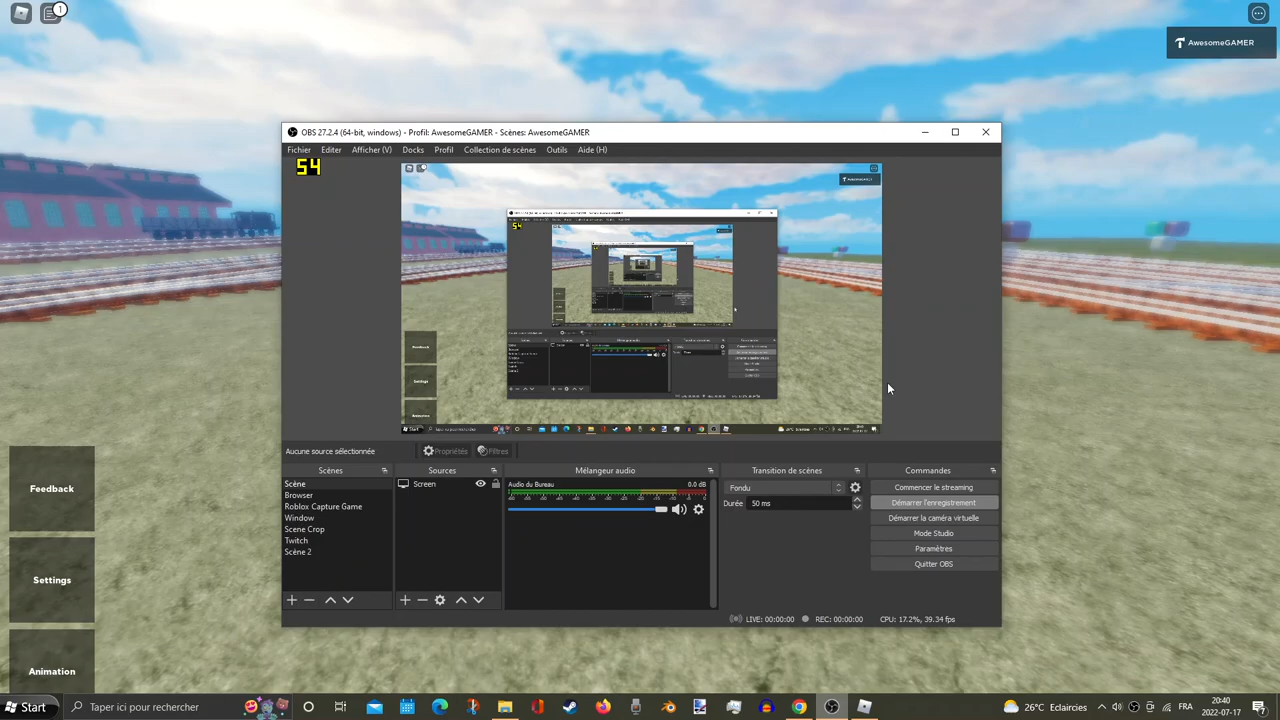 1
AwesomeGAMER
OBS 27.2.4 (64-bit, windows) - Profil: AwesomeGAMER - Scènes: AwesomeGAMER
Fichier Editer Afficher (V) Docks Profil Collection de scènes Outils Aide (H)
54
Feedback
Settings
Aucune source sélectionnée Propriétés Filtres
Scènes Sources Mélangeur audio Transition de scènes Commandes
Scène
Browser
Roblox Capture Game
Window
Scene Crop
Twitch
Scène 2
Screen
Audio du Bureau 0.0 dB
Fondu
Durée 50 ms
Commencer le streaming
Démarrer l'enregistrement
Démarrer la caméra virtuelle
Mode Studio
Paramètres
Quitter OBS
LIVE: 00:00:00 REC: 00:00:00 CPU: 17.2%, 39.34 fps
Feedback
Settings
Animation
Start Taper ici pour rechercher 26°C Eclaircies FRA 20:40
2022-07-17